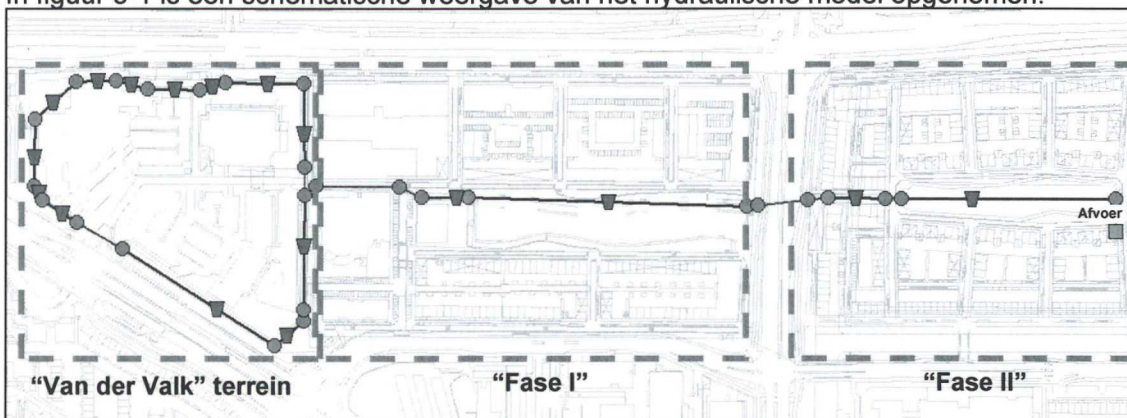 In figuur 3-1 is een schematische weergave van het hydraulische model opgenomen.
Afvoer
"Van der Valk" terrein
"Fase I"
"Fase II"